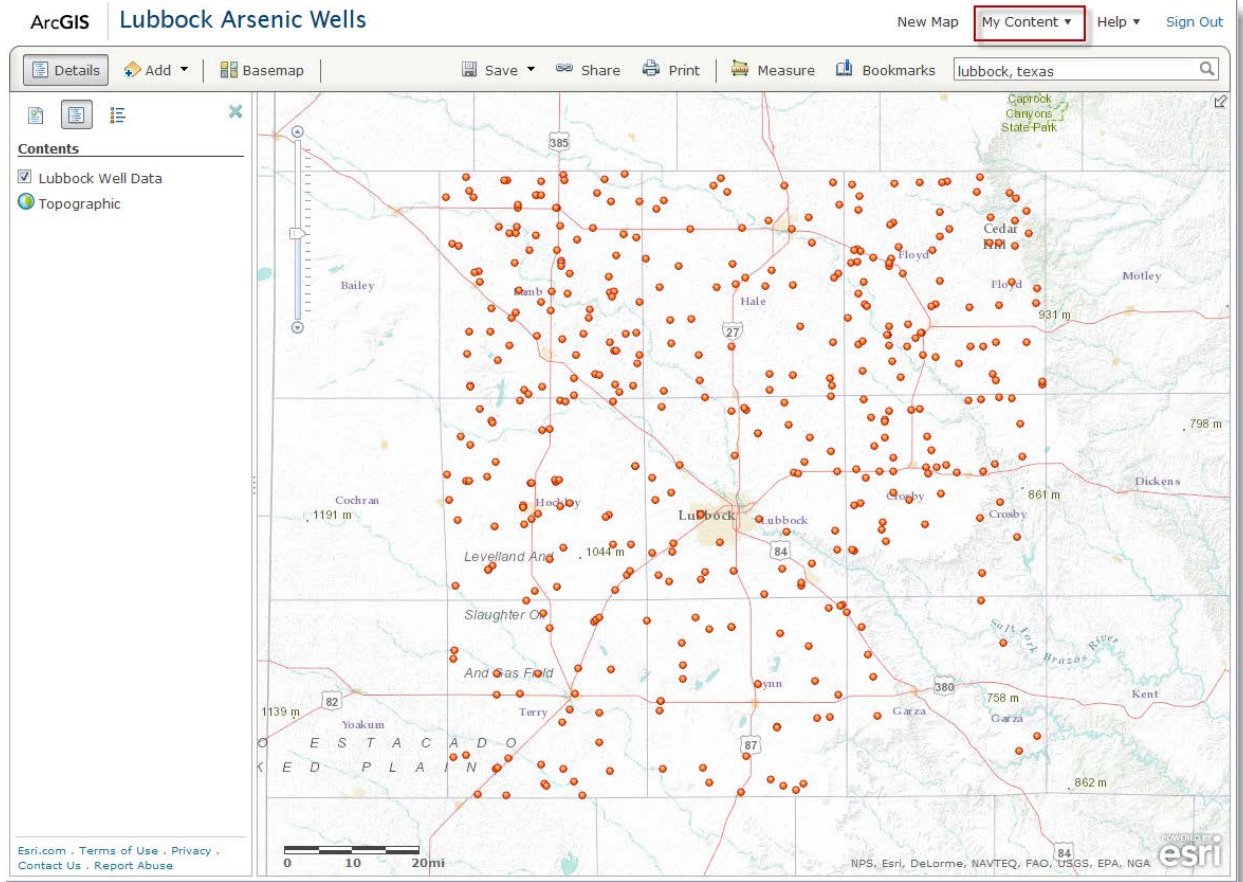 ArcGIS Lubbock Arsenic Wells New Map My Content ▼ Help ▼ Sign Out
Details Add ▼ Basemap Save ▼ Share Print Measure Bookmarks lubbock, texas
Contents
Lubbock Well Data
Topographic
Caprock
Canyons
State Park
385
Cedar
Hill
Floyd
Bailey
Lamb
Hale
Floyd
Motley
931 m
27
798 m
Cochran
1191 m
Hockley
Lubbock
Lubbock
Crosby
861 m
Crosby
Dickens
Levelland And
1044 m
84
Slaughter Oil
Salt Fork Brazos River
And Gas Field
Lynn
380
758 m
Kent
82
1139 m
Yoakum
Terry
Garza
Garza
O E S T A C A D O
K E D P L A I N
87
862 m
84
0 10 20mi
NPS, Esri, DeLorme, NAVTEQ, FAO, USGS, EPA, NGA
POWERED BY
esri
Esri.com . Terms of Use . Privacy .
Contact Us . Report Abuse